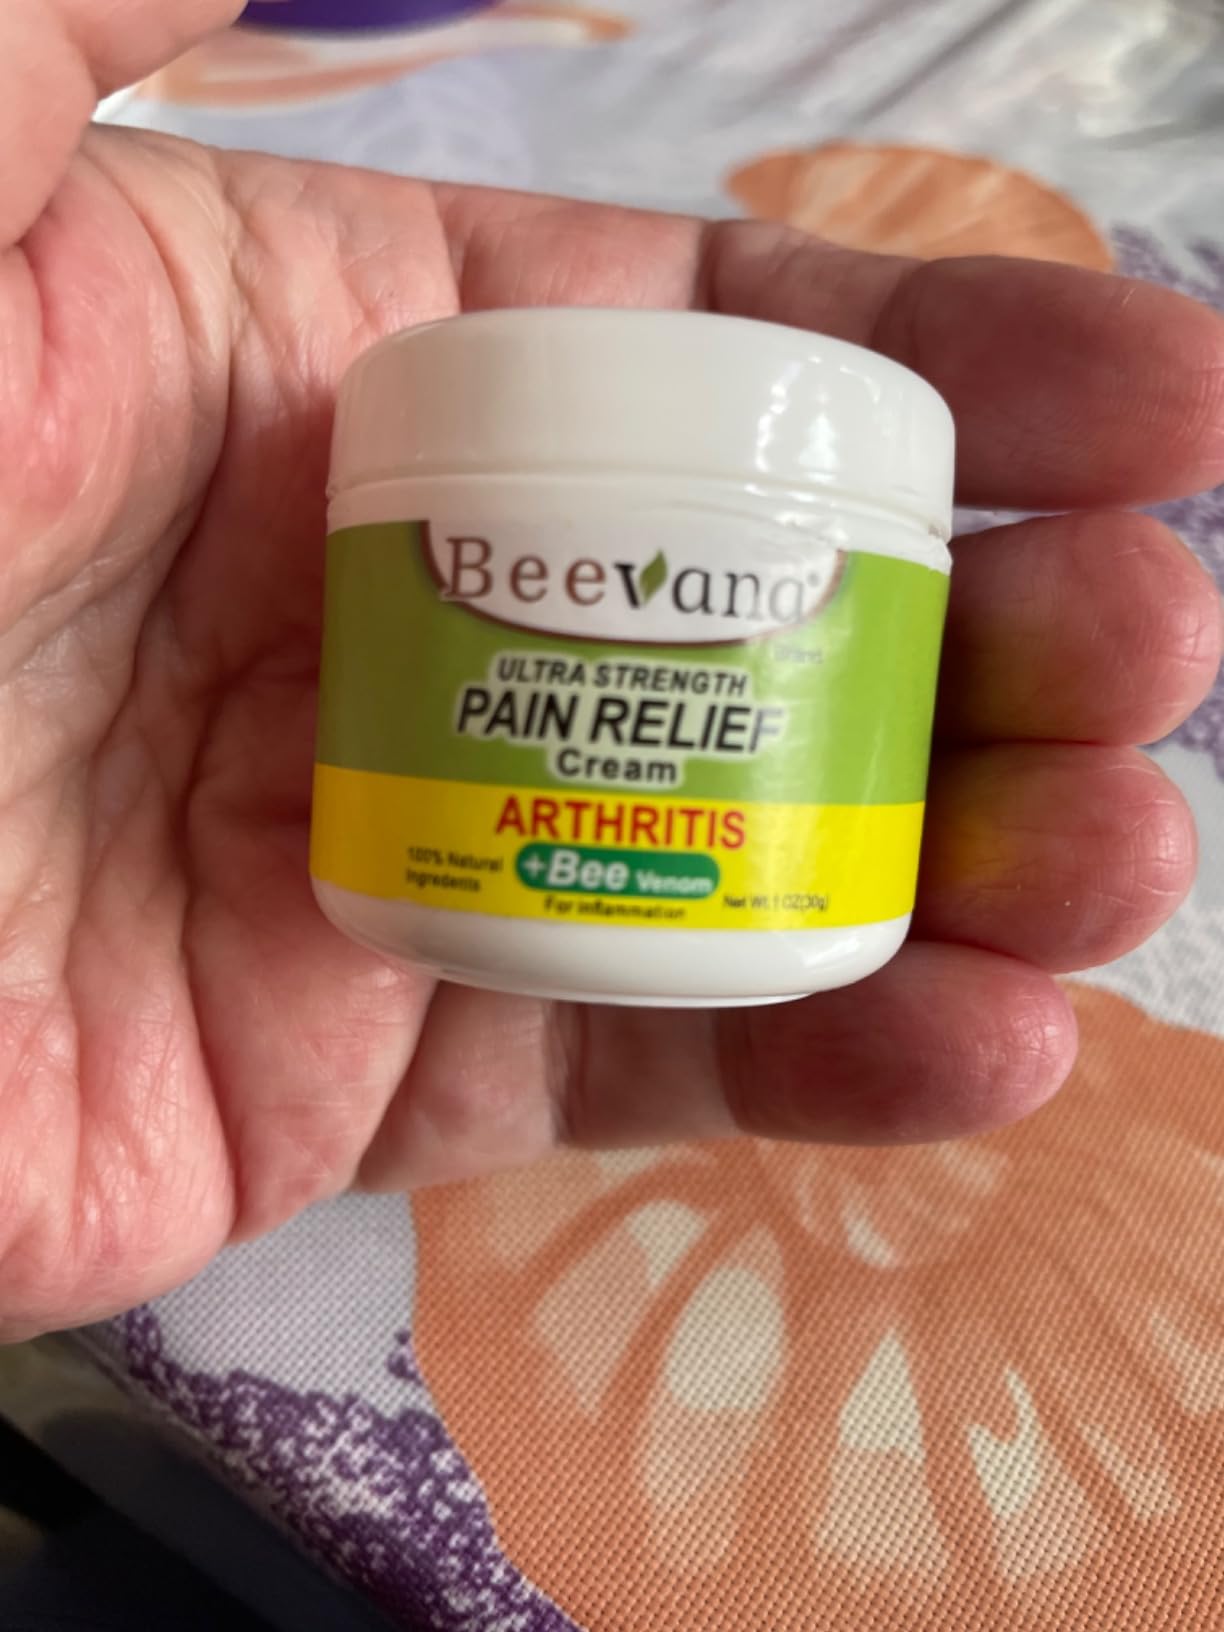 Beevana®
Brand
ULTRA STRENGTH
PAIN RELIEF
Cream
ARTHRITIS
100% Natural
Ingredents
+Bee Venom
For inflammation
Net Wt. 1 OZ(30g)